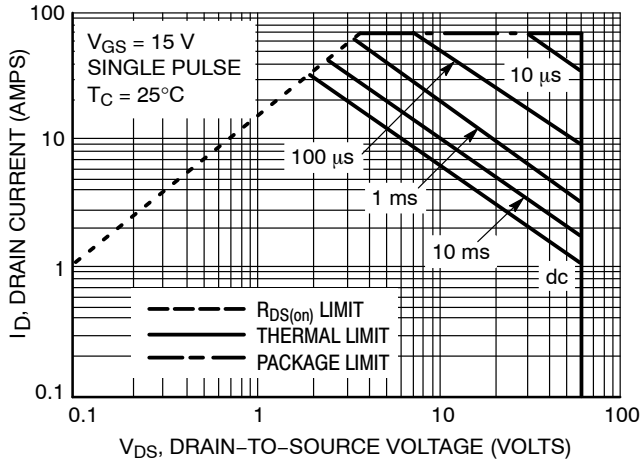 100
10
1
0.1
I_D, DRAIN CURRENT (AMPS)
V_GS = 15 V
SINGLE PULSE
T_C = 25°C
10 μs
100 μs
1 ms
10 ms
dc
R_DS(on) LIMIT
THERMAL LIMIT
PACKAGE LIMIT
0.1
1
10
100
V_DS, DRAIN−TO−SOURCE VOLTAGE (VOLTS)